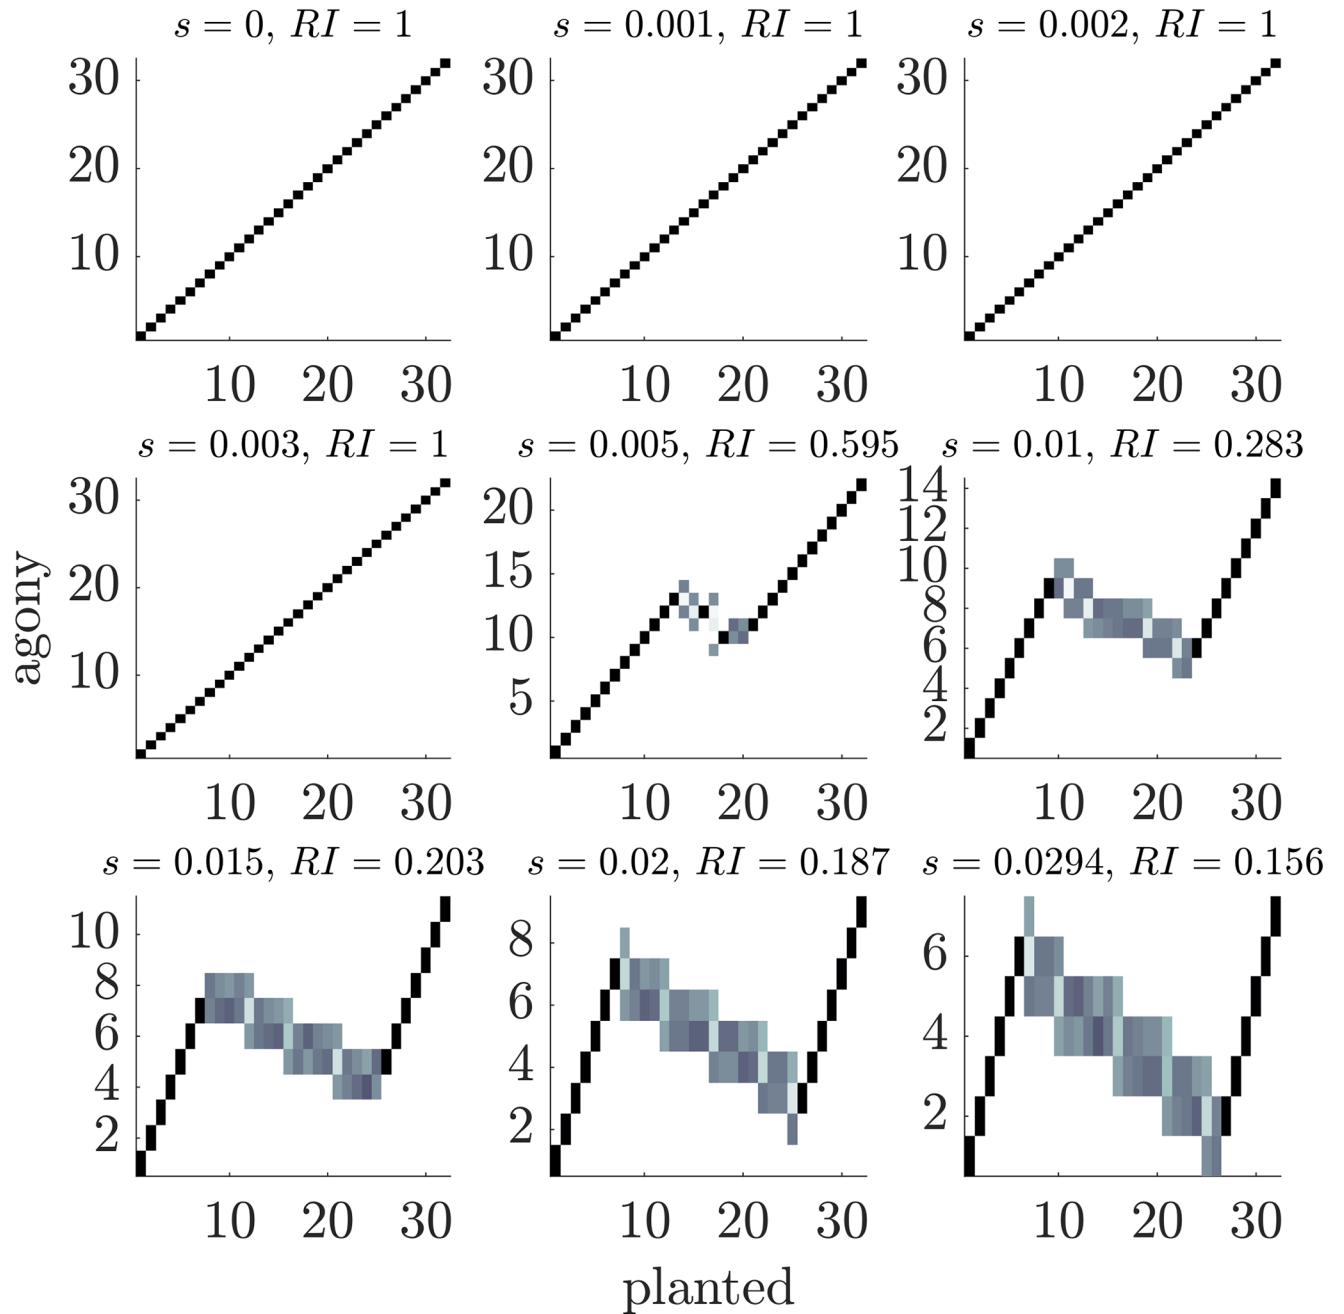 s = 0, RI = 1
s = 0.001, RI = 1
s = 0.002, RI = 1
30
20
10
10 20 30
30
20
10
10 20 30
30
20
10
10 20 30
s = 0.003, RI = 1
s = 0.005, RI = 0.595
s = 0.01, RI = 0.283
agony
30
20
10
10 20 30
20
15
10
5
10 20 30
14
12
10
8
6
4
2
10 20 30
s = 0.015, RI = 0.203
s = 0.02, RI = 0.187
s = 0.0294, RI = 0.156
10
8
6
4
2
10 20 30
8
6
4
2
10 20 30
6
4
2
10 20 30
planted